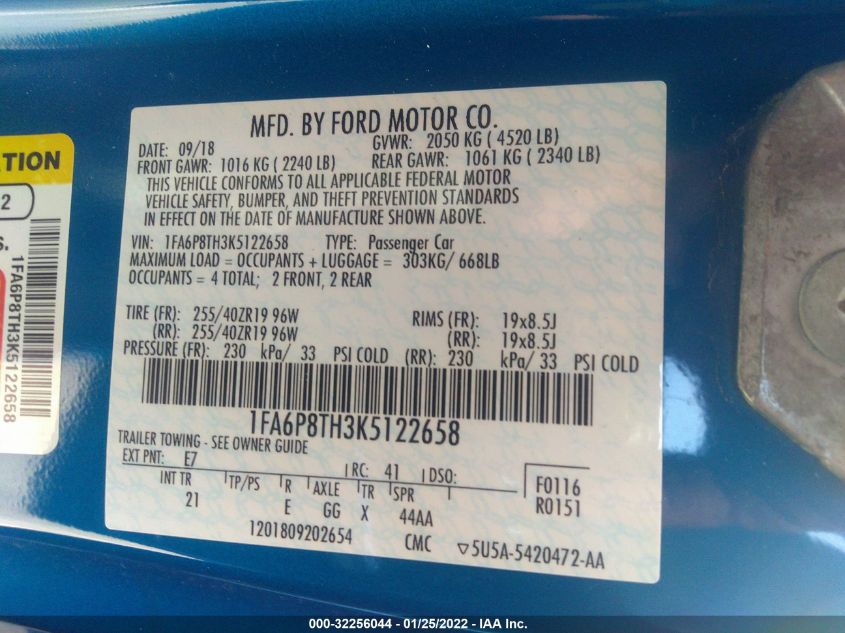 MFD. BY FORD MOTOR CO.
DATE: 09/18 GVWR: 2050 KG ( 4520 LB)
FRONT GAWR: 1016 KG ( 2240 LB) REAR GAWR: 1061 KG ( 2340 LB)
THIS VEHICLE CONFORMS TO ALL APPLICABLE FEDERAL MOTOR
VEHICLE SAFETY, BUMPER, AND THEFT PREVENTION STANDARDS
IN EFFECT ON THE DATE OF MANUFACTURE SHOWN ABOVE.
VIN: 1FA6P8TH3K5122658 TYPE: Passenger Car
MAXIMUM LOAD = OCCUPANTS + LUGGAGE = 303KG/ 668LB
OCCUPANTS = 4 TOTAL; 2 FRONT, 2 REAR
TIRE (FR): 255/40ZR19 96W RIMS (FR): 19x8.5J
(RR): 255/40ZR19 96W (RR): 19x8.5J
PRESSURE (FR): 230 kPa/ 33 PSI COLD (RR): 230 kPa/ 33 PSI COLD
1FA6P8TH3K5122658
TRAILER TOWING - SEE OWNER GUIDE
EXT PNT: E7 RC: 41 DSO:
INT TR TP/PS R AXLE TR SPR
21 E GG X 44AA
F0116
R0151
1201809202654 CMC ▽5U5A-5420472-AA
ATION
2
S.
1FA6P8TH3K5122658
000-32256044 - 01/25/2022 - IAA Inc.